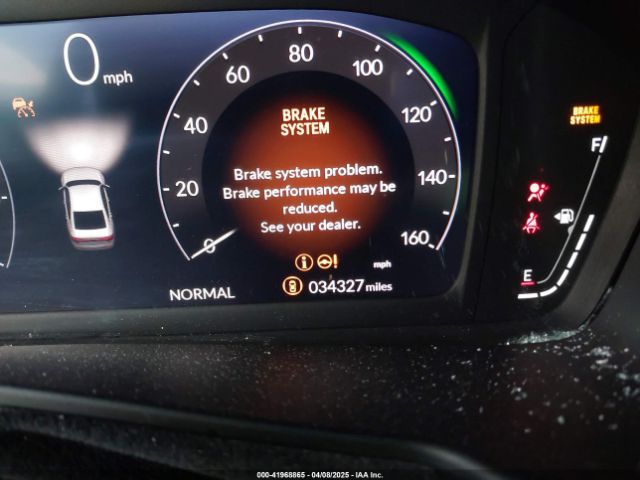 0 mph
0
20
40
60
80
100
120
140
160
BRAKE
SYSTEM
Brake system problem.
Brake performance may be
reduced.
See your dealer.
mph
NORMAL
034327 miles
BRAKE
SYSTEM
F
E
000-41968865 | 04/08/2025 | IAA Inc.